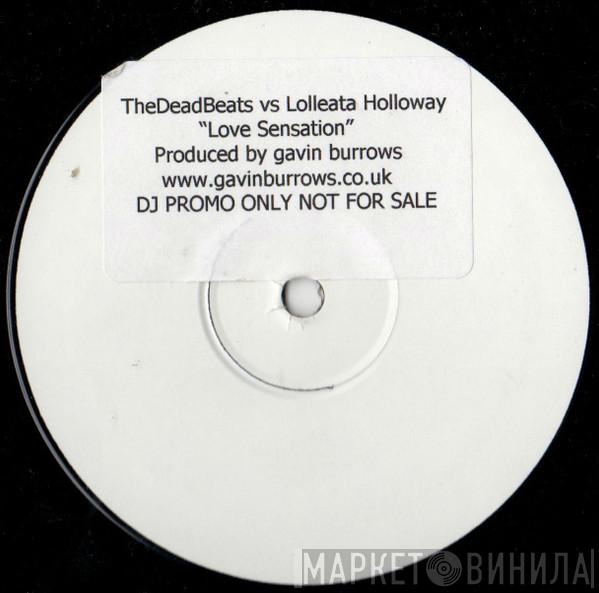 TheDeadBeats vs Lolleata Holloway
“Love Sensation”
Produced by gavin burrows
www.gavinburrows.co.uk
DJ PROMO ONLY NOT FOR SALE
МАРКЕТ ВИНИЛА